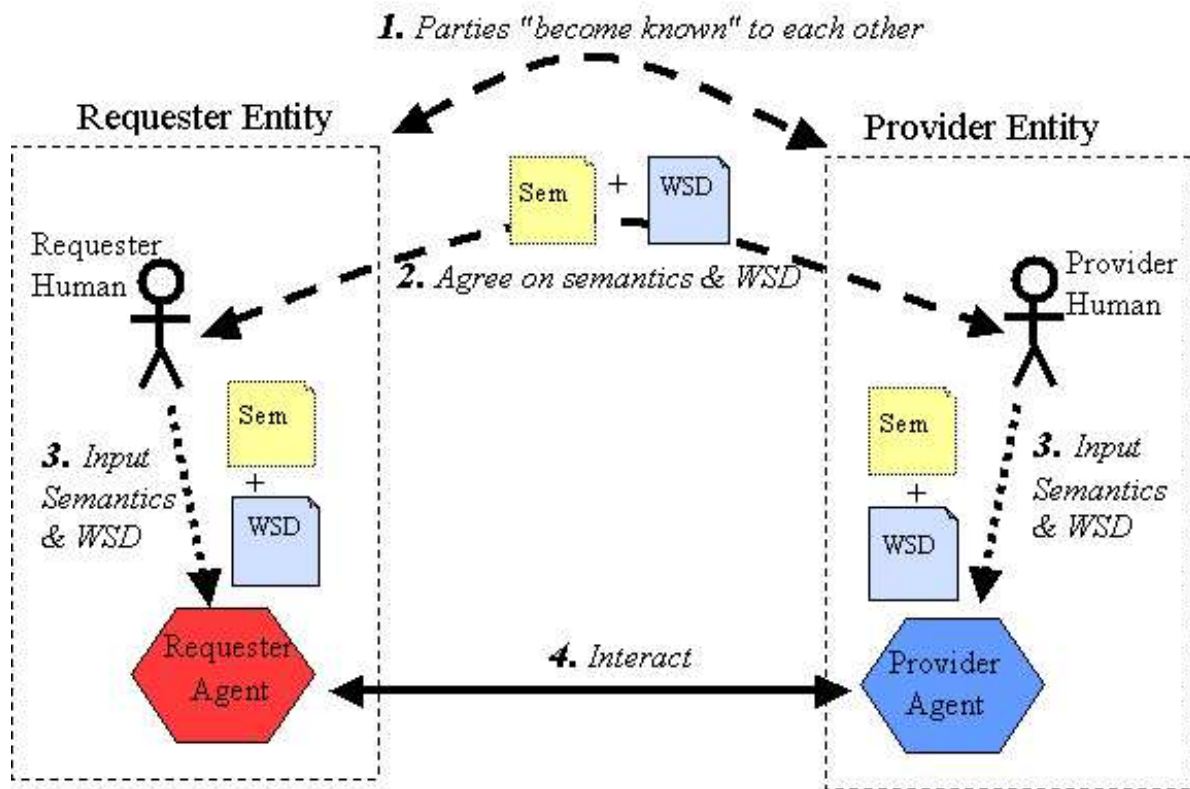 1. Parties "become known" to each other
Requester Entity
Provider Entity
Sem
+
WSD
Requester
Human
2. Agree on semantics & WSD
Provider
Human
Sem
+
WSD
3. Input
Semantics
& WSD
Sem
+
WSD
3. Input
Semantics
& WSD
Requester
Agent
4. Interact
Provider
Agent